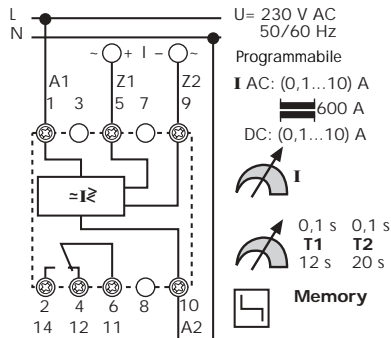 L
N
U= 230 V AC
50/60 Hz
~ + I – ~
Programmabile
A1 Z1 Z2
1 3 5 7 9
I AC: (0,1...10) A
600 A
DC: (0,1...10) A
I
≃I≷
0,1 s 0,1 s
T1 T2
12 s 20 s
2 4 6 8 10
14 12 11 A2
Memory